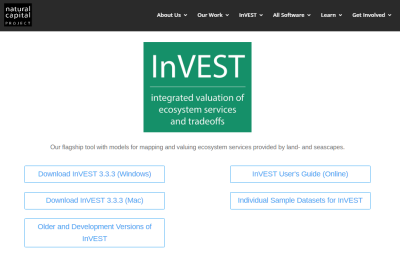 natural
capital
PROJECT
About Us
Our Work
InVEST
All Software
Learn
Get Involved
InVEST
integrated valuation of
ecosystem services
and tradeoffs
Our flagship tool with models for mapping and valuing ecosystem services provided by land- and seascapes.
Download InVEST 3.3.3 (Windows)
InVEST User's Guide (Online)
Download InVEST 3.3.3 (Mac)
Individual Sample Datasets for InVEST
Older and Development Versions of
InVEST